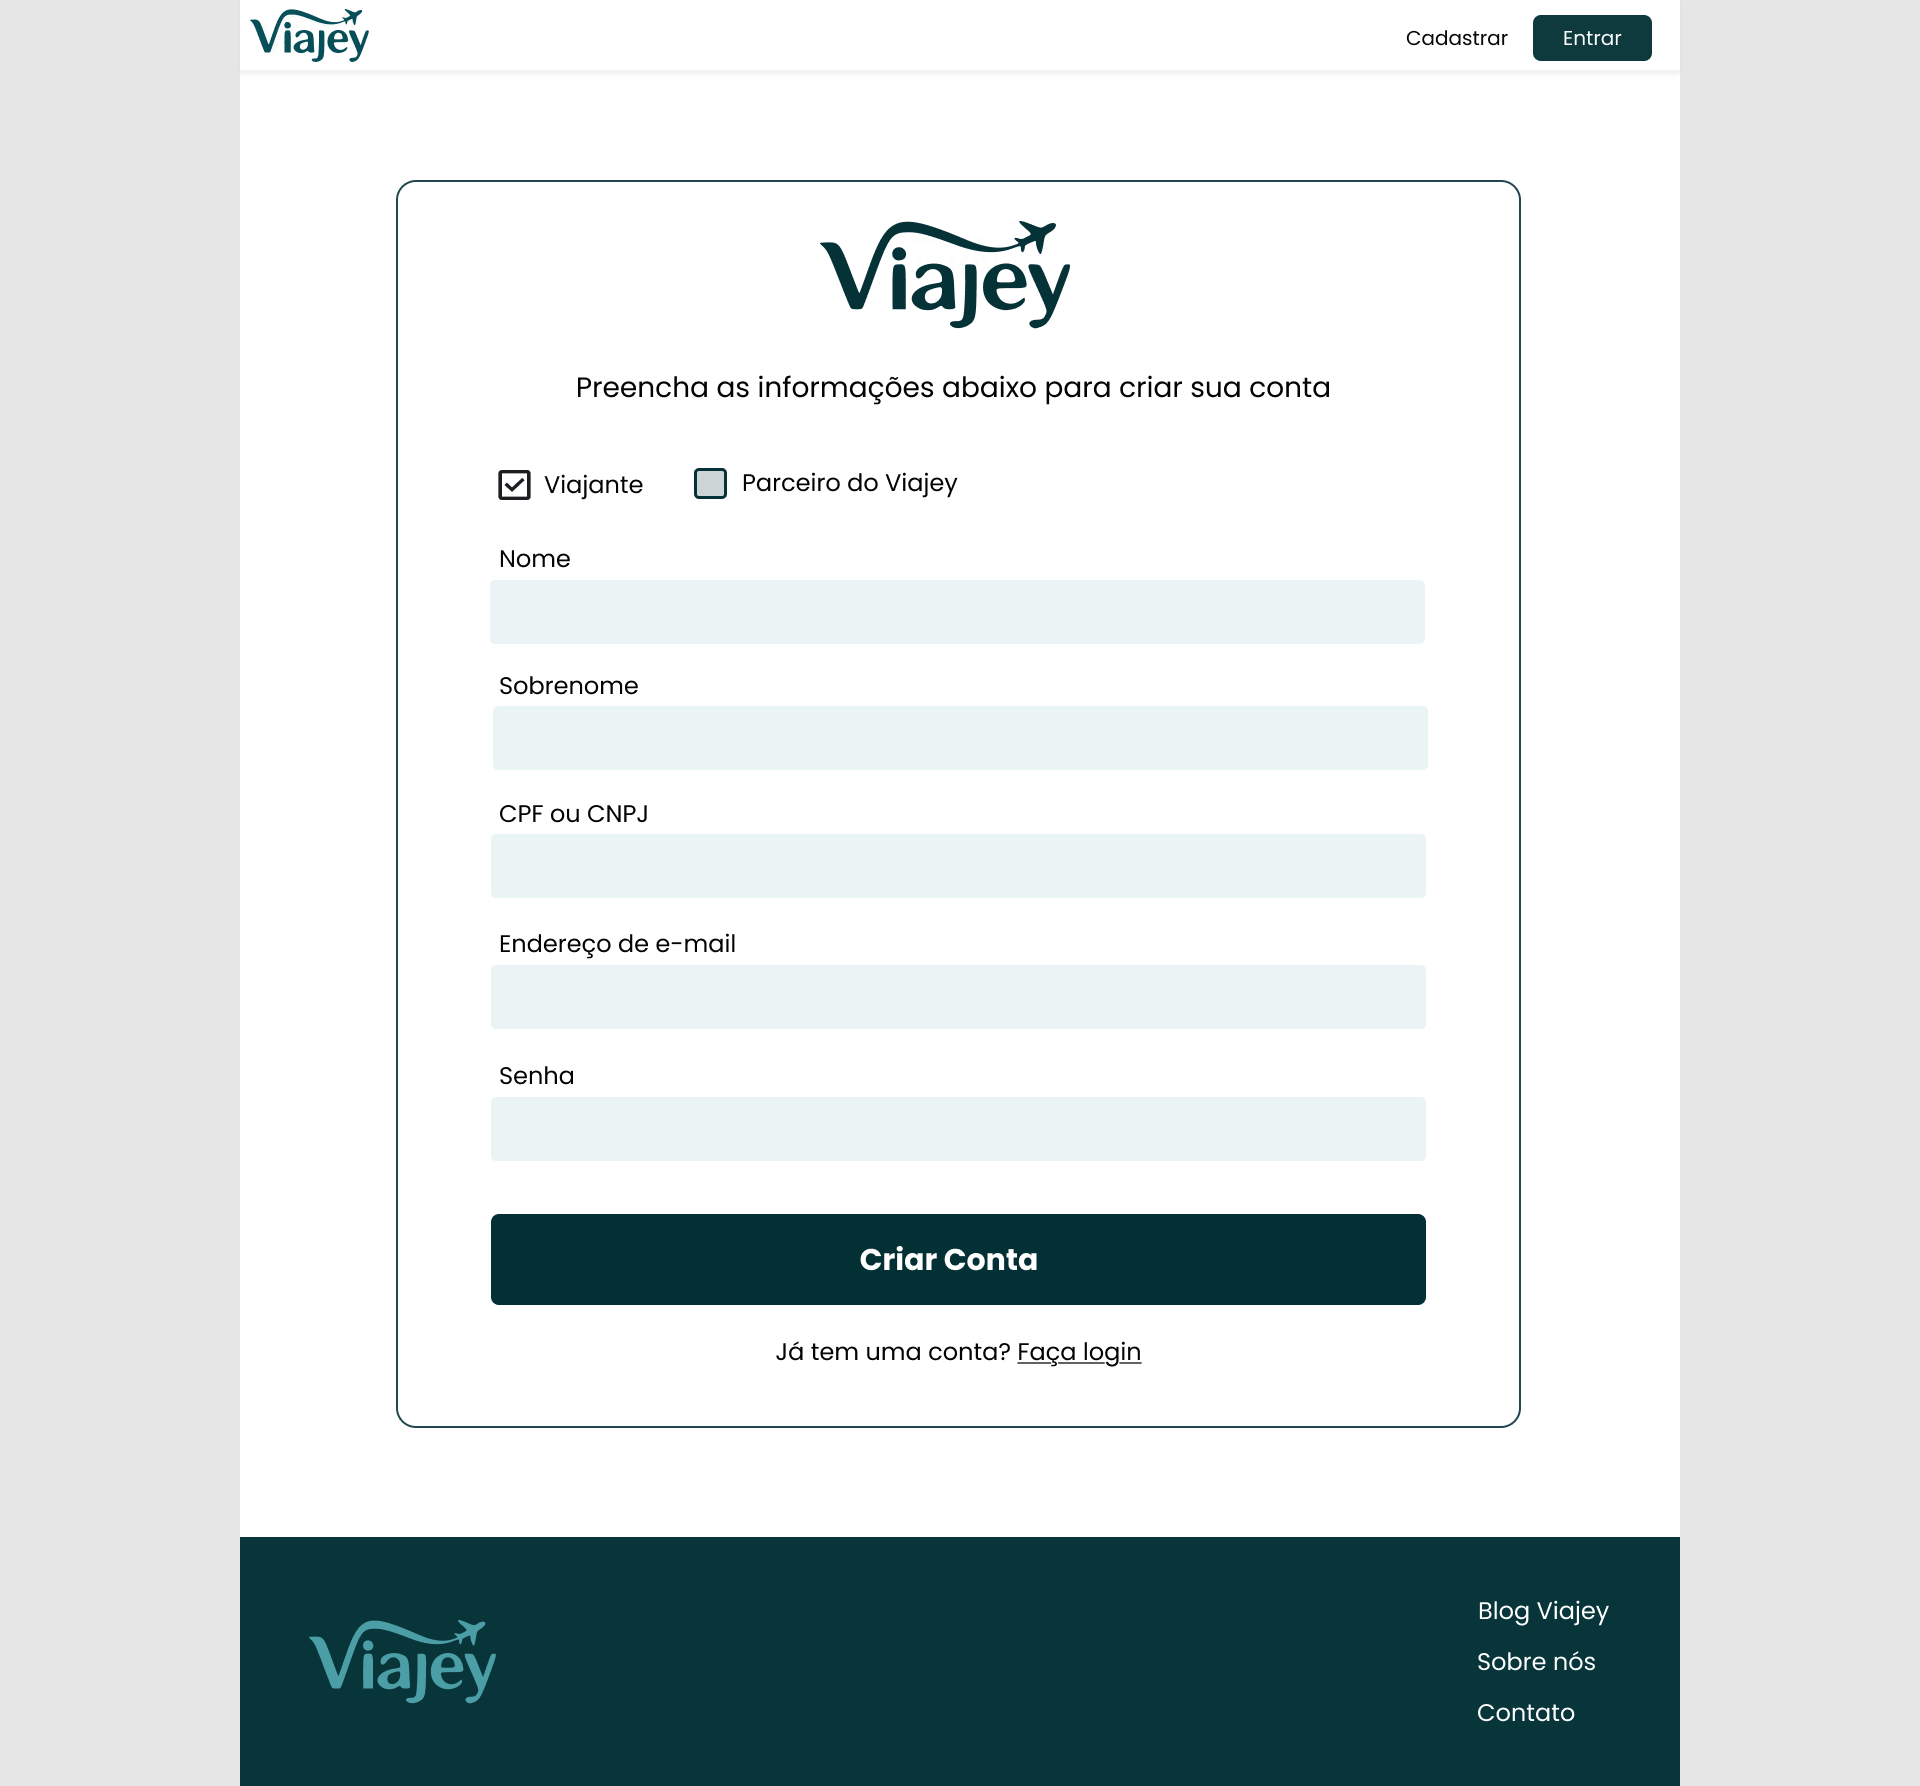 Viajey
Cadastrar
Entrar
Viajey
Preencha as informações abaixo para criar sua conta
Viajante
Parceiro do Viajey
Nome
Sobrenome
CPF ou CNPJ
Endereço de e-mail
Senha
Criar Conta
Já tem uma conta? Faça login
Viajey
Blog Viajey
Sobre nós
Contato